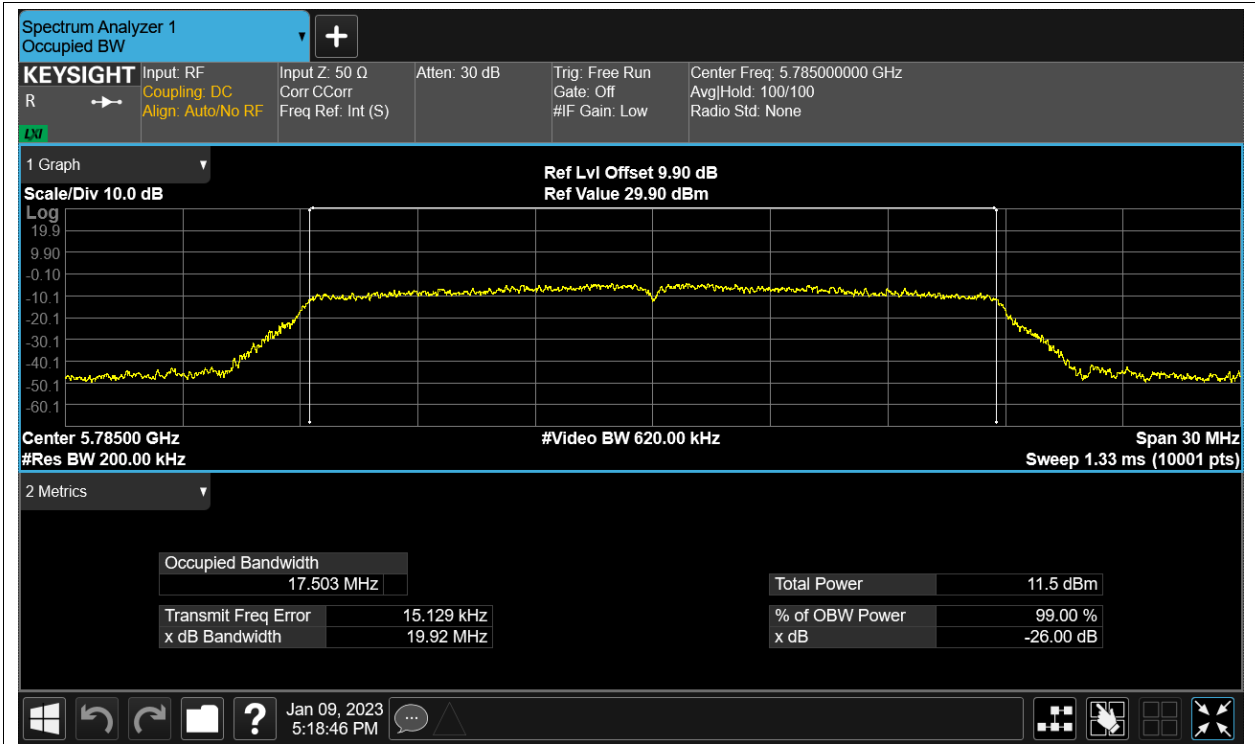 Spectrum Analyzer 1
Occupied BW
KEYSIGHT
R
LXI
Input: RF
Coupling: DC
Align: Auto/No RF
Input Z: 50 Ω
Corr CCorr
Freq Ref: Int (S)
Atten: 30 dB
Trig: Free Run
Gate: Off
#IF Gain: Low
Center Freq: 5.785000000 GHz
Avg|Hold: 100/100
Radio Std: None
1 Graph
Scale/Div 10.0 dB
Ref Lvl Offset 9.90 dB
Ref Value 29.90 dBm
Log
19.9
9.90
-0.10
-10.1
-20.1
-30.1
-40.1
-50.1
-60.1
Center 5.78500 GHz
#Video BW 620.00 kHz
Span 30 MHz
#Res BW 200.00 kHz
Sweep 1.33 ms (10001 pts)
2 Metrics
Occupied Bandwidth
17.503 MHz
Transmit Freq Error 15.129 kHz
x dB Bandwidth 19.92 MHz
Total Power 11.5 dBm
% of OBW Power 99.00 %
x dB -26.00 dB
?
Jan 09, 2023
5:18:46 PM